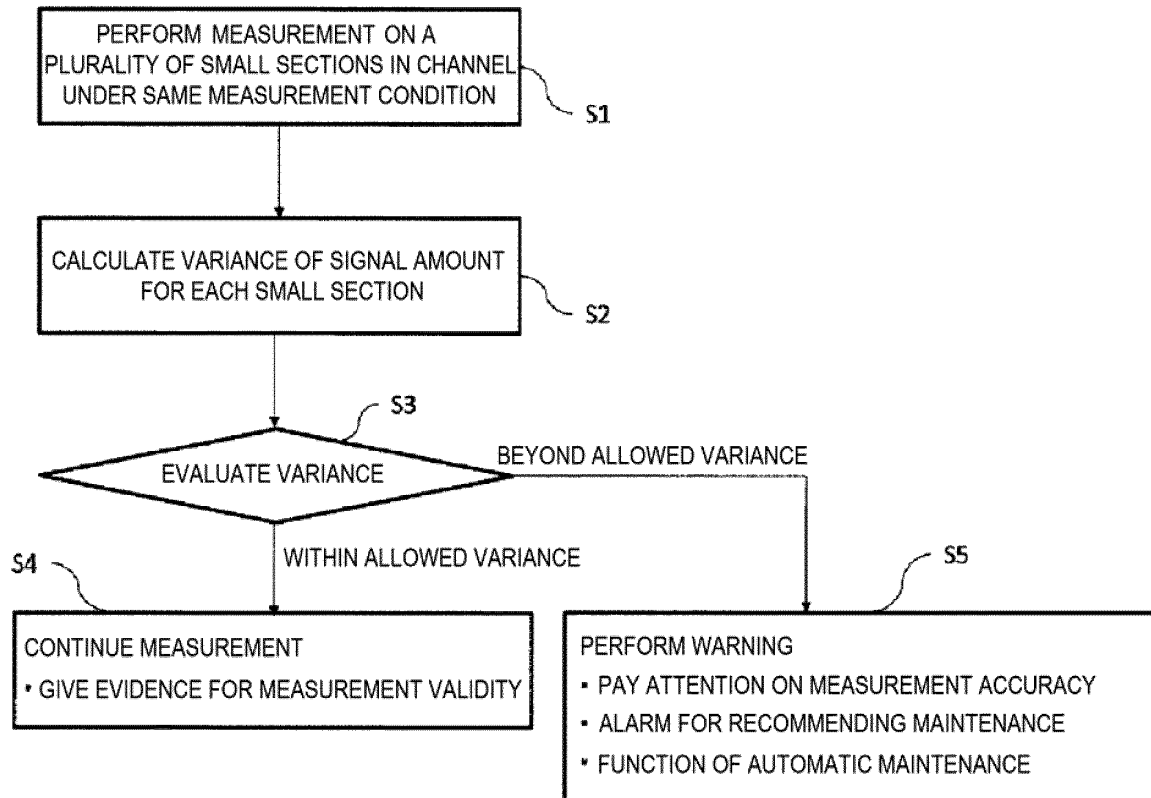 PERFORM MEASUREMENT ON A
PLURALITY OF SMALL SECTIONS IN CHANNEL
UNDER SAME MEASUREMENT CONDITION
S1
CALCULATE VARIANCE OF SIGNAL AMOUNT
FOR EACH SMALL SECTION
S2
S3
EVALUATE VARIANCE
BEYOND ALLOWED VARIANCE
WITHIN ALLOWED VARIANCE
S4
CONTINUE MEASUREMENT
▪ GIVE EVIDENCE FOR MEASUREMENT VALIDITY
S5
PERFORM WARNING
▪ PAY ATTENTION ON MEASUREMENT ACCURACY
▪ ALARM FOR RECOMMENDING MAINTENANCE
▪ FUNCTION OF AUTOMATIC MAINTENANCE